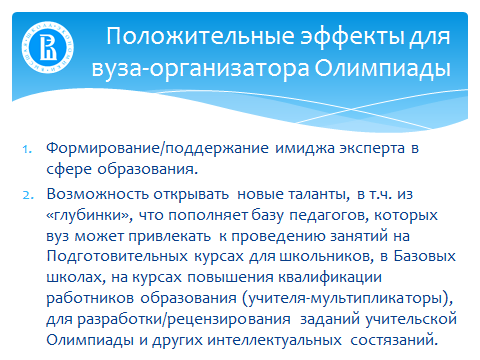 Положительные эффекты для
вуза-организатора Олимпиады
1. Формирование/поддержание имиджа эксперта в
сфере образования.
2. Возможность открывать новые таланты, в т.ч. из
«глубинки», что пополняет базу педагогов, которых
вуз может привлекать к проведению занятий на
Подготовительных курсах для школьников, в Базовых
школах, на курсах повышения квалификации
работников образования (учителя-мультипликаторы),
для разработки/рецензирования заданий учительской
Олимпиады и других интеллектуальных состязаний.